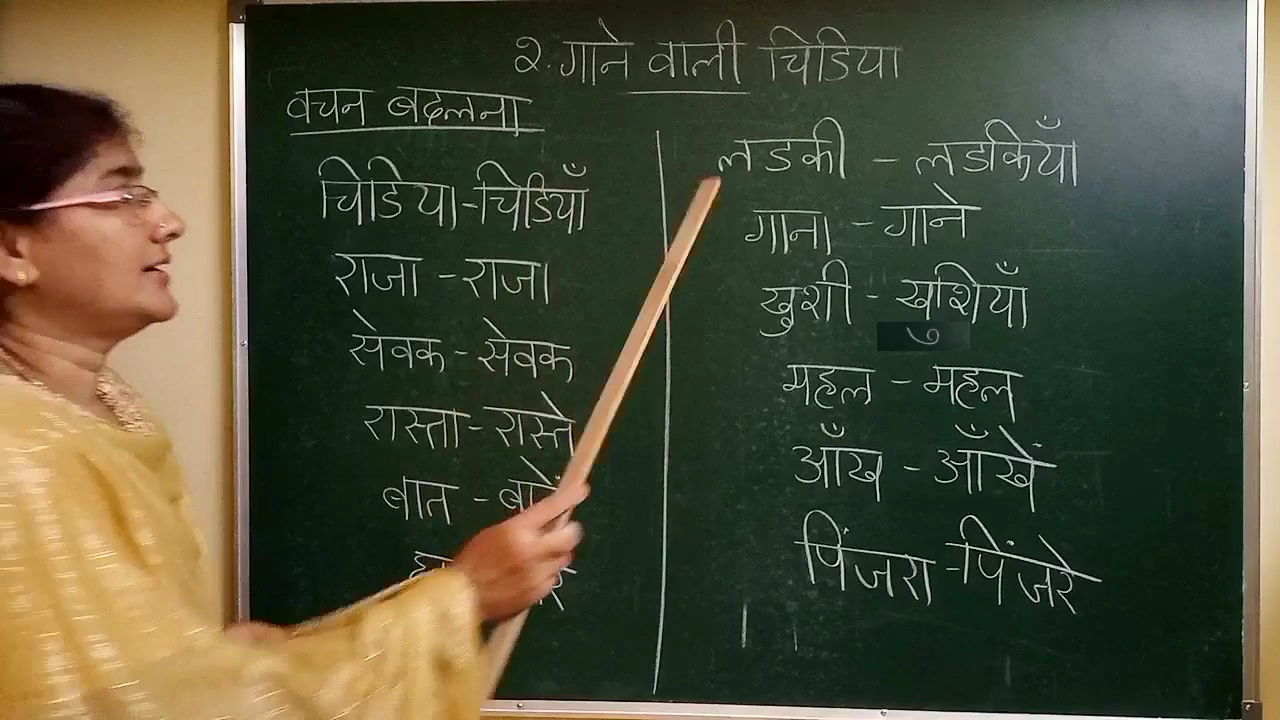 २. गाने वाली चिडिया
वचन बदलना
चिडिया - चिडियाँ
राजा - राजा
सेवक - सेवक
रास्ता - रास्ते
बात -
लडकी - लडकियाँ
गाना - गाने
खुशी - खुशियाँ
महल - महल
आँख - आँखें
पिंजरा - पिंजरे